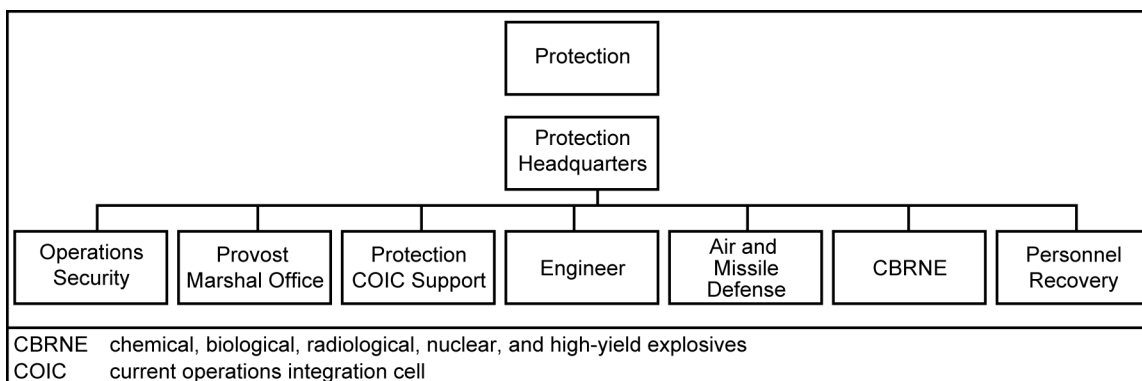 Protection
Protection
Headquarters
Operations
Security
Provost
Marshal Office
Protection
COIC Support
Engineer
Air and
Missile
Defense
CBRNE
Personnel
Recovery
CBRNE chemical, biological, radiological, nuclear, and high-yield explosives
COIC current operations integration cell